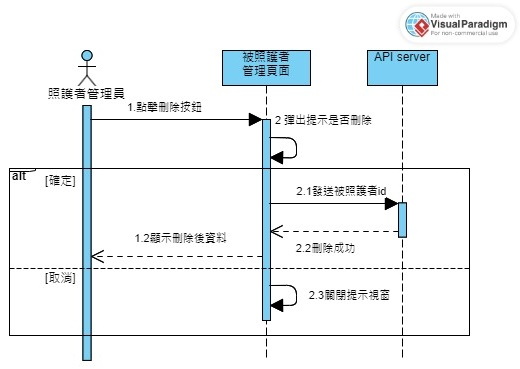 Made with
VisualParadigm
For non-commercial use
照護者管理員
被照護者
管理頁面
API server
1.點擊刪除按鈕
2 彈出提示是否刪除
alt
[確定]
2.1發送被照護者id
1.2顯示刪除後資料
2.2刪除成功
[取消]
2.3關閉提示視窗